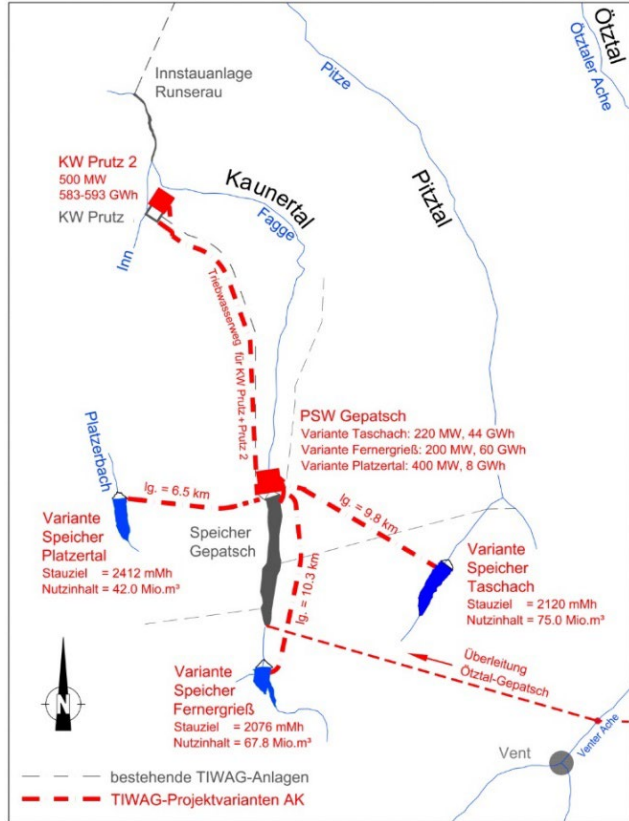 Ötztal
Ötztaler Ache
Pitze
Pitztal
Innstauanlage
Runserau
KW Prutz 2
500 MW
583-593 GWh
KW Prutz
Kaunertal
Fagge
Inn
Triebwasserweg
für KW Prutz + Prutz 2
PSW Gepatsch
Variante Taschach: 220 MW, 44 GWh
Variante Fernergrieß: 200 MW, 60 GWh
Variante Platzertal: 400 MW, 8 GWh
Platzerbach
lg. = 6.5 km
lg. = 9.8 km
lg. = 10.3 km
Speicher
Gepatsch
Variante
Speicher
Platzertal
Stauziel = 2412 mMh
Nutzinhalt = 42.0 Mio.m³
Variante
Speicher
Taschach
Stauziel = 2120 mMh
Nutzinhalt = 75.0 Mio.m³
Überleitung
Ötztal-Gepatsch
Variante
Speicher
Fernergrieß
Stauziel = 2076 mMh
Nutzinhalt = 67.8 Mio.m³
N
Vent
Venter Ache
bestehende TIWAG-Anlagen
TIWAG-Projektvarianten AK